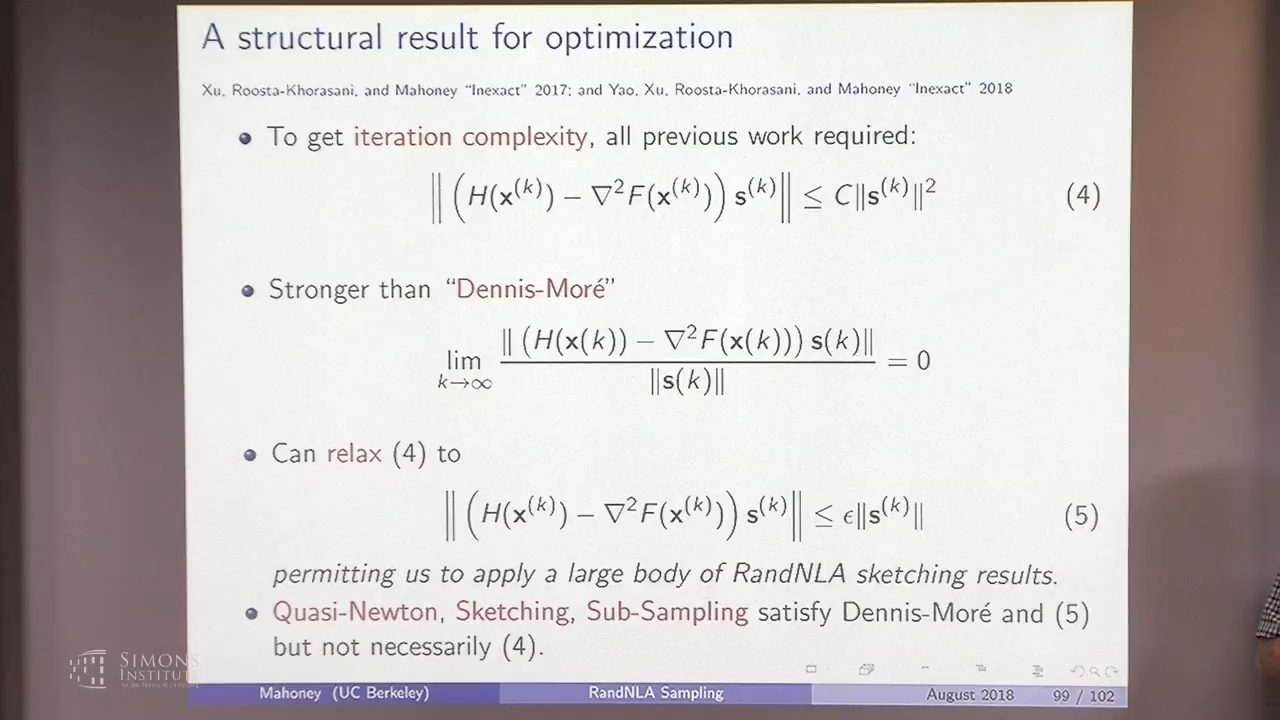 A structural result for optimization
Xu, Roosta-Khorasani, and Mahoney "Inexact" 2017; and Yao, Xu, Roosta-Khorasani, and Mahoney "Inexact" 2018
• To get iteration complexity, all previous work required:
‖(H(x^(k)) − ∇²F(x^(k))) s^(k)‖ ≤ C‖s^(k)‖² (4)
• Stronger than "Dennis-Moré"
lim_{k→∞} ‖(H(x(k)) − ∇²F(x(k))) s(k)‖ / ‖s(k)‖ = 0
• Can relax (4) to
‖(H(x^(k)) − ∇²F(x^(k))) s^(k)‖ ≤ ϵ‖s^(k)‖ (5)
permitting us to apply a large body of RandNLA sketching results.
• Quasi-Newton, Sketching, Sub-Sampling satisfy Dennis-Moré and (5)
but not necessarily (4).
SIMONS
INSTITUTE
Mahoney (UC Berkeley) RandNLA Sampling August 2018 99 / 102